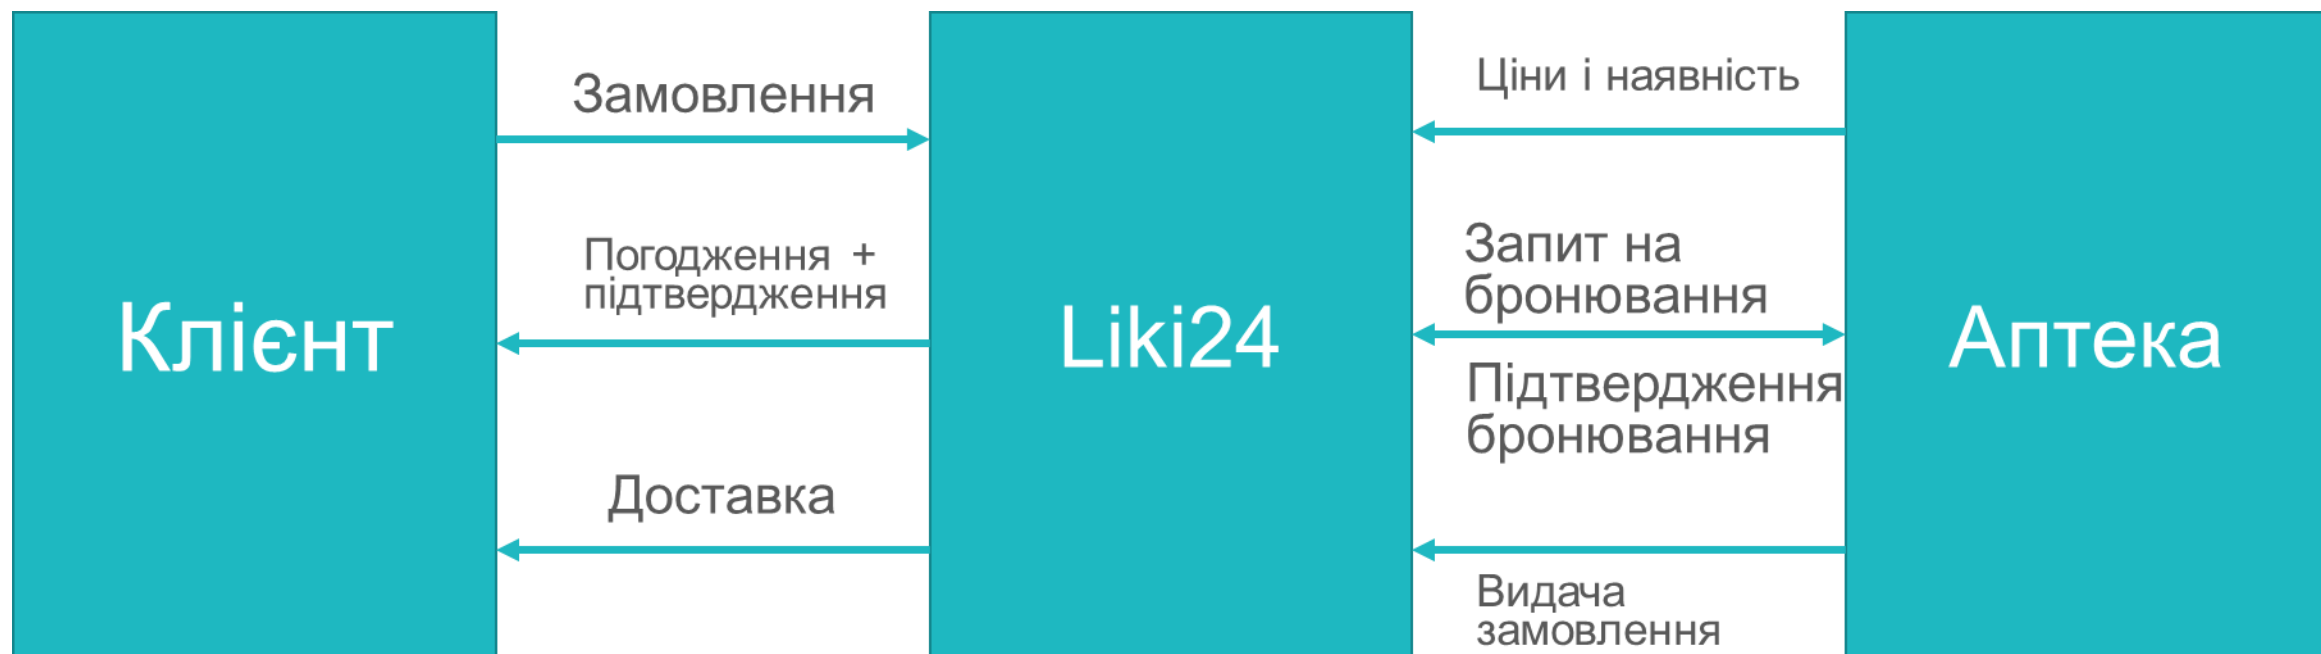 Клієнт
Замовлення
Погодження +
підтвердження
Доставка
Liki24
Ціни і наявність
Запит на
бронювання
Підтвердження
бронювання
Видача
замовлення
Аптека